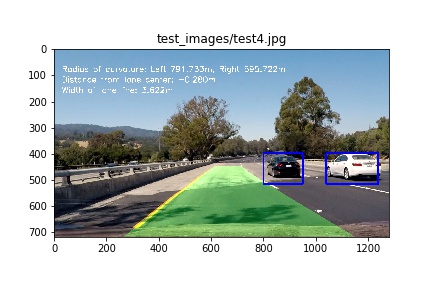 test_images/test4.jpg
Radius of curvature: Left 791.733m, Right 595.722m
Distance from lane center: -0.280m
Width of lane fre: 3.622m
0
100
200
300
400
500
600
700
0 200 400 600 800 1000 1200